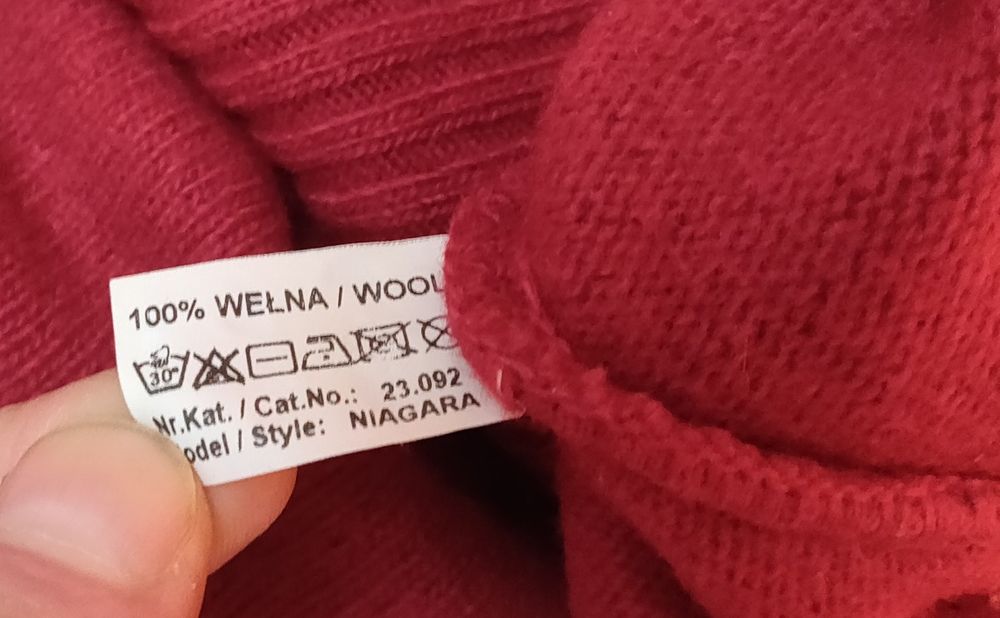 100% WEŁNA / WOOL
30°
Nr.Kat. / Cat.No.: 23.092
odel / Style: NIAGARA